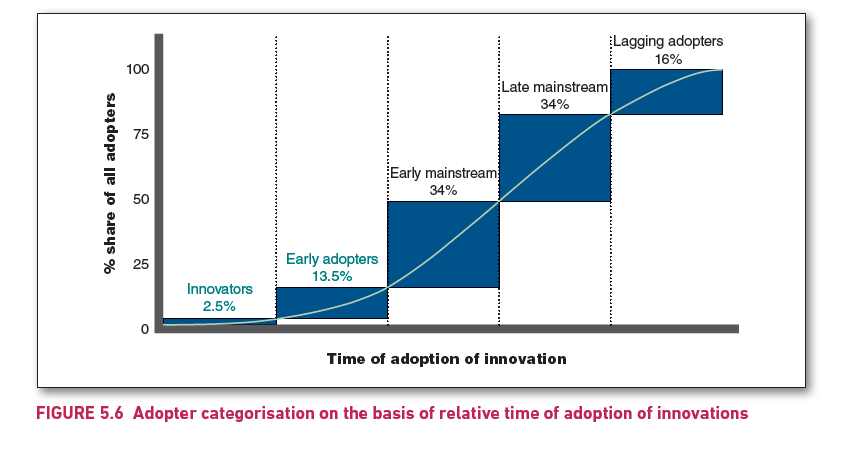 Lagging adopters
16%
100
Late mainstream
34%
% share of all adopters
75
Early mainstream
34%
50
Early adopters
13.5%
25
Innovators
2.5%
0
Time of adoption of innovation
FIGURE 5.6 Adopter categorisation on the basis of relative time of adoption of innovations